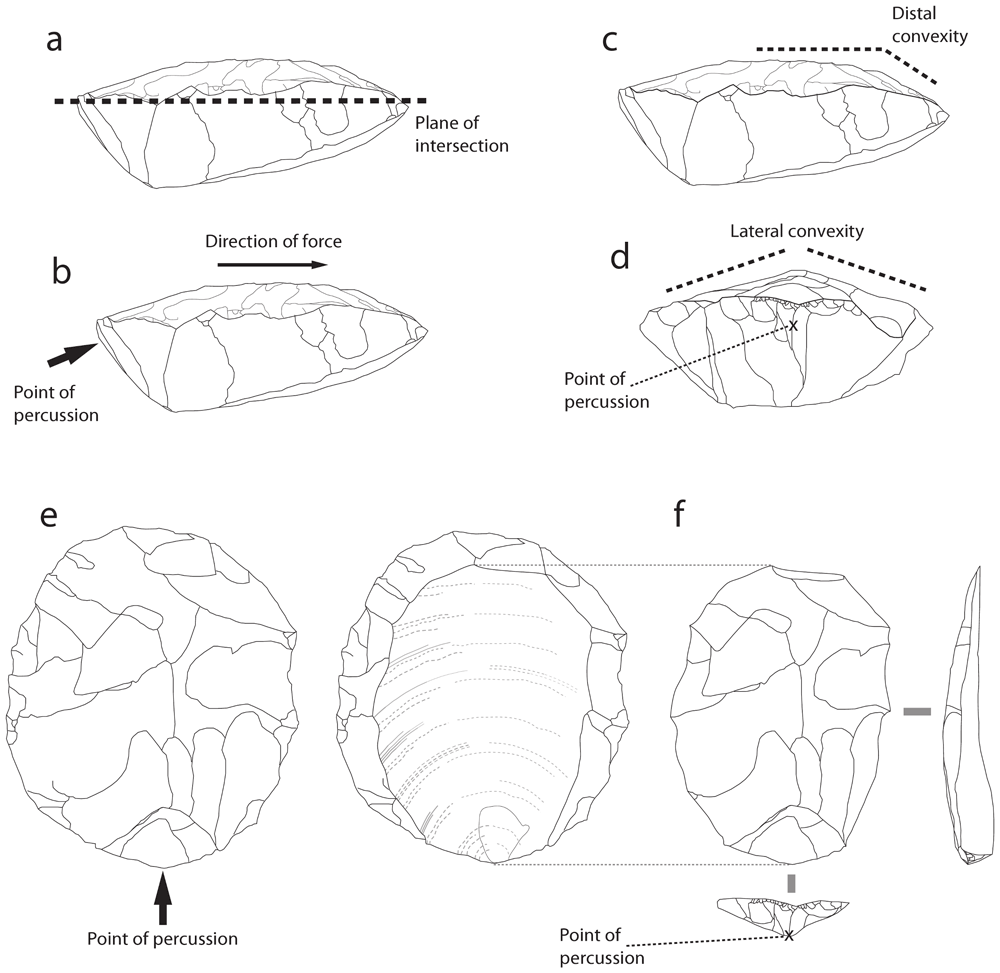 a
Plane of
intersection
b
Direction of force
Point of
percussion
c
Distal
convexity
d
Lateral convexity
x
Point of
percussion
e
Point of percussion
f
Point of
percussion
x